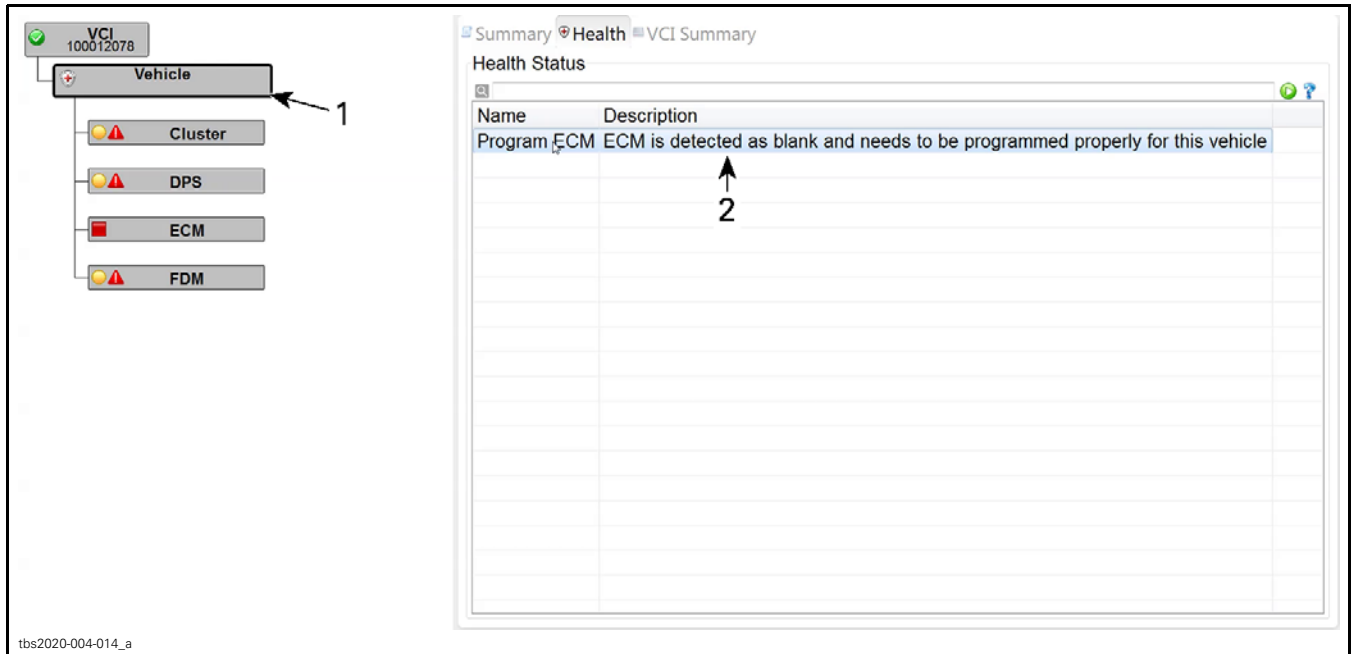 VCI
100012078
Vehicle
1
Cluster
DPS
ECM
FDM
Summary Health VCI Summary
Health Status
Name Description
Program ECM ECM is detected as blank and needs to be programmed properly for this vehicle
2
tbs2020-004-014_a